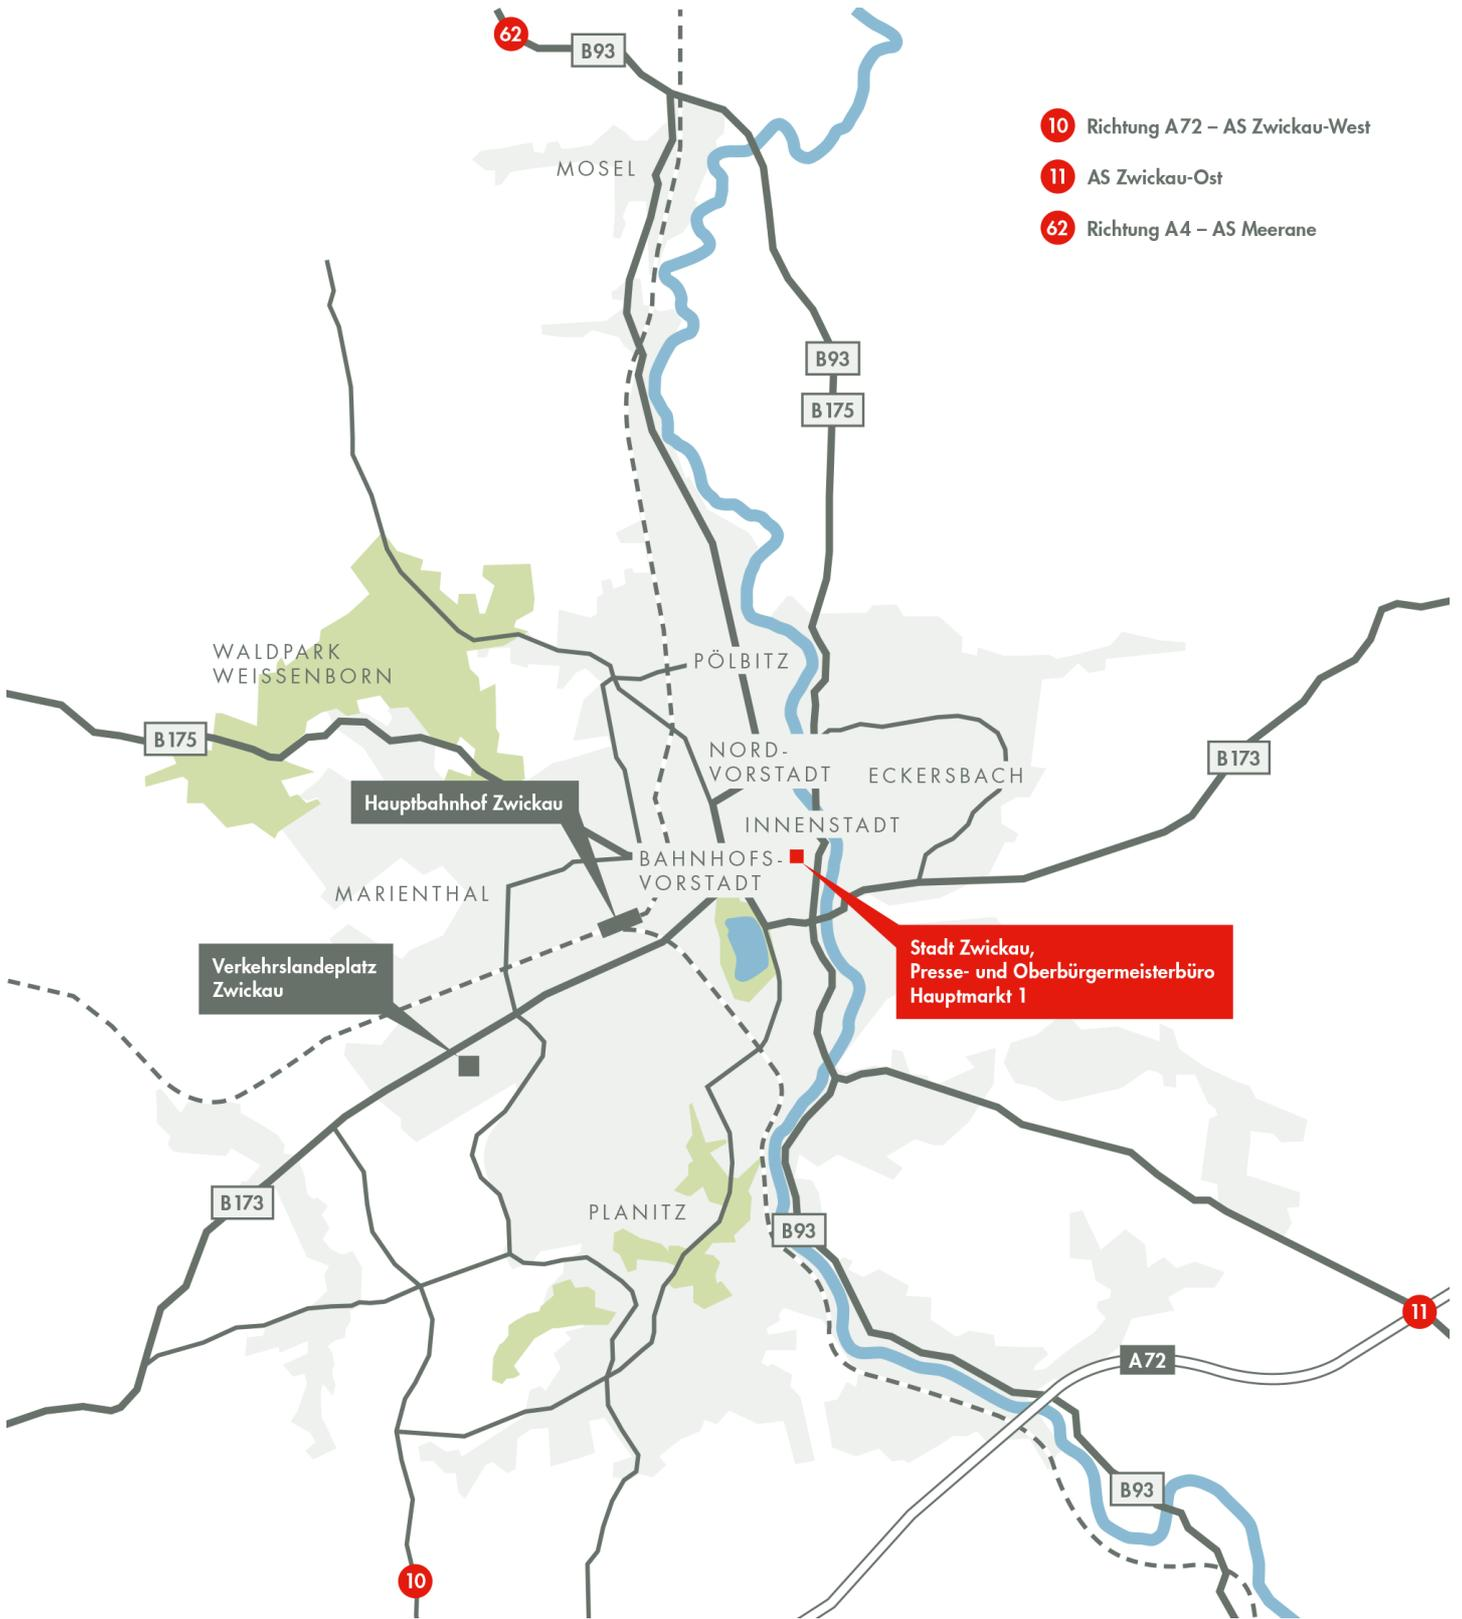 62
B93
10 Richtung A72 – AS Zwickau-West
11 AS Zwickau-Ost
62 Richtung A4 – AS Meerane
MOSEL
B93
B175
WALDPARK
WEISSENBORN
PÖLBITZ
B175
NORD-
VORSTADT
ECKERSBACH
B173
Hauptbahnhof Zwickau
INNENSTADT
BAHNHOFS-
VORSTADT
MARIENTHAL
Stadt Zwickau,
Presse- und Oberbürgermeisterbüro
Hauptmarkt 1
Verkehrslandeplatz
Zwickau
B173
PLANITZ
B93
11
A72
B93
10